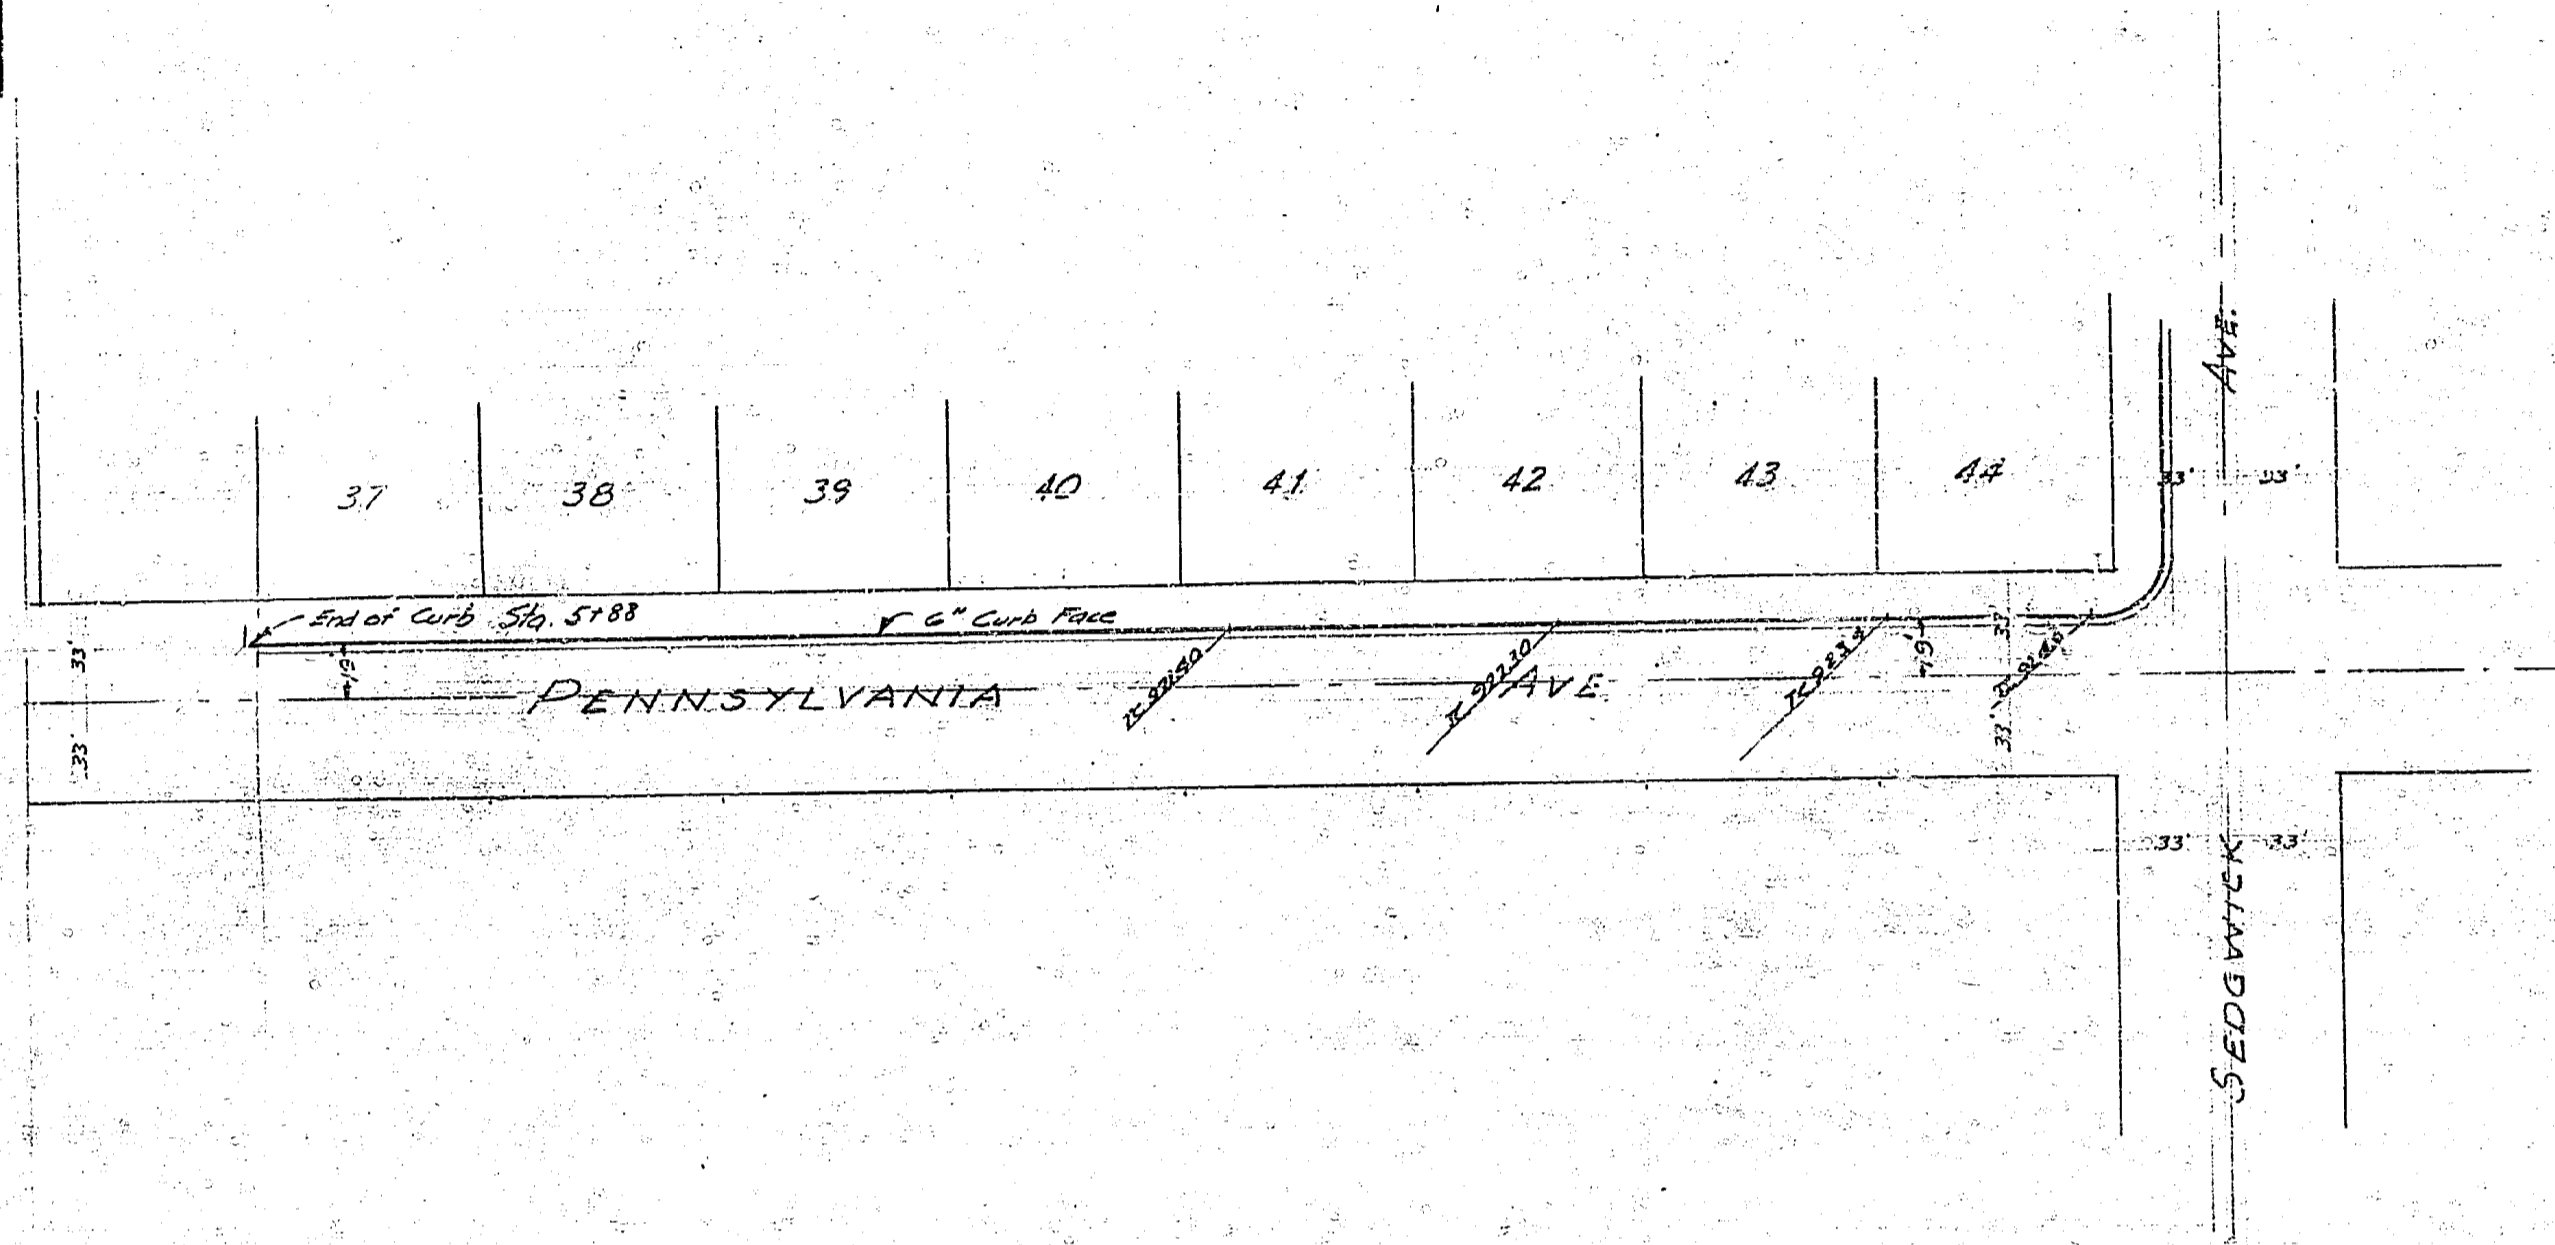 AVE.
37 38 39 40 41 42 43 44
33' 33'
End of Curb Sta. 5+88
6" Curb Face
33'
19'
19'
33'
PENNSYLVANIA AVE
33'
33'
33' 33'
SEDGWICK